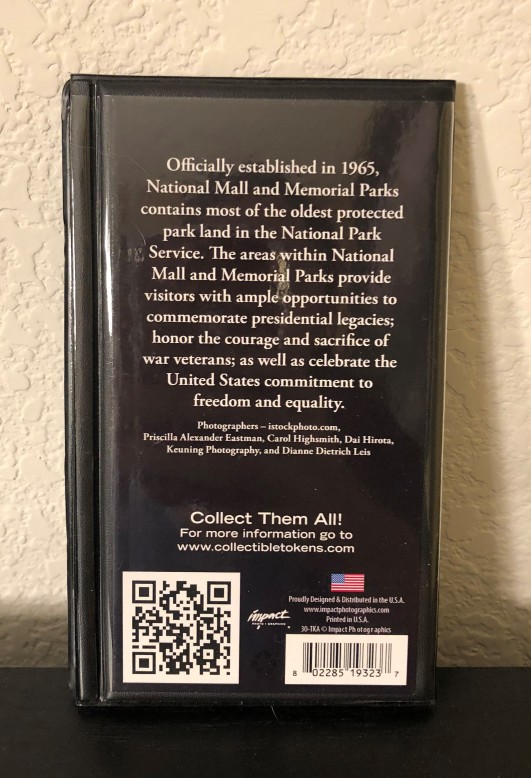 Officially established in 1965,
National Mall and Memorial Parks
contains most of the oldest protected
park land in the National Park
Service. The areas within National
Mall and Memorial Parks provide
visitors with ample opportunities to
commemorate presidential legacies;
honor the courage and sacrifice of
war veterans; as well as celebrate the
United States commitment to
freedom and equality.
Photographers – istockphoto.com,
Priscilla Alexander Eastman, Carol Highsmith, Dai Hirota,
Keuning Photography, and Dianne Dietrich Leis
Collect Them All!
For more information go to
www.collectibletokens.com
impact
PHOTO & GRAPHICS
Proudly Designed & Distributed in the U.S.A.
www.impactphotographics.com
Printed in U.S.A.
30-TKA © Impact Photographics
8 02285 19323 7